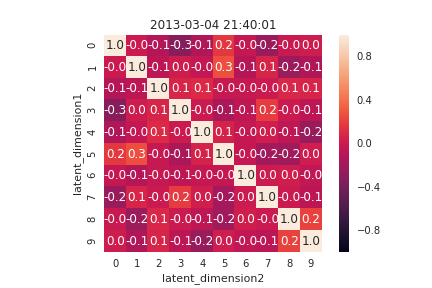 2013-03-04 21:40:01
0 1.0 -0.0 -0.1 -0.3 -0.1 0.2 -0.0 -0.2 -0.0 0.0
1 -0.0 1.0 -0.1 0.0 -0.0 0.3 -0.1 0.1 -0.2 -0.1
2 -0.1 -0.1 1.0 0.1 0.1 -0.0 -0.0 -0.0 0.1 0.1
3 -0.3 0.0 0.1 1.0 -0.0 -0.1 -0.1 0.2 -0.0 -0.1
4 -0.1 -0.0 0.1 -0.0 1.0 0.1 -0.0 0.0 -0.1 -0.2
5 0.2 0.3 -0.0 -0.1 0.1 1.0 -0.0 -0.2 -0.2 0.0
6 -0.0 -0.1 -0.0 -0.1 -0.0 -0.0 1.0 0.0 0.0 -0.0
7 -0.2 0.1 -0.0 0.2 0.0 -0.2 0.0 1.0 -0.0 -0.1
8 -0.0 -0.2 0.1 -0.0 -0.1 -0.2 0.0 -0.0 1.0 0.2
9 0.0 -0.1 0.1 -0.1 -0.2 0.0 -0.0 -0.1 0.2 1.0
0 1 2 3 4 5 6 7 8 9
latent_dimension2
latent_dimension1
0.8
0.4
0.0
-0.4
-0.8